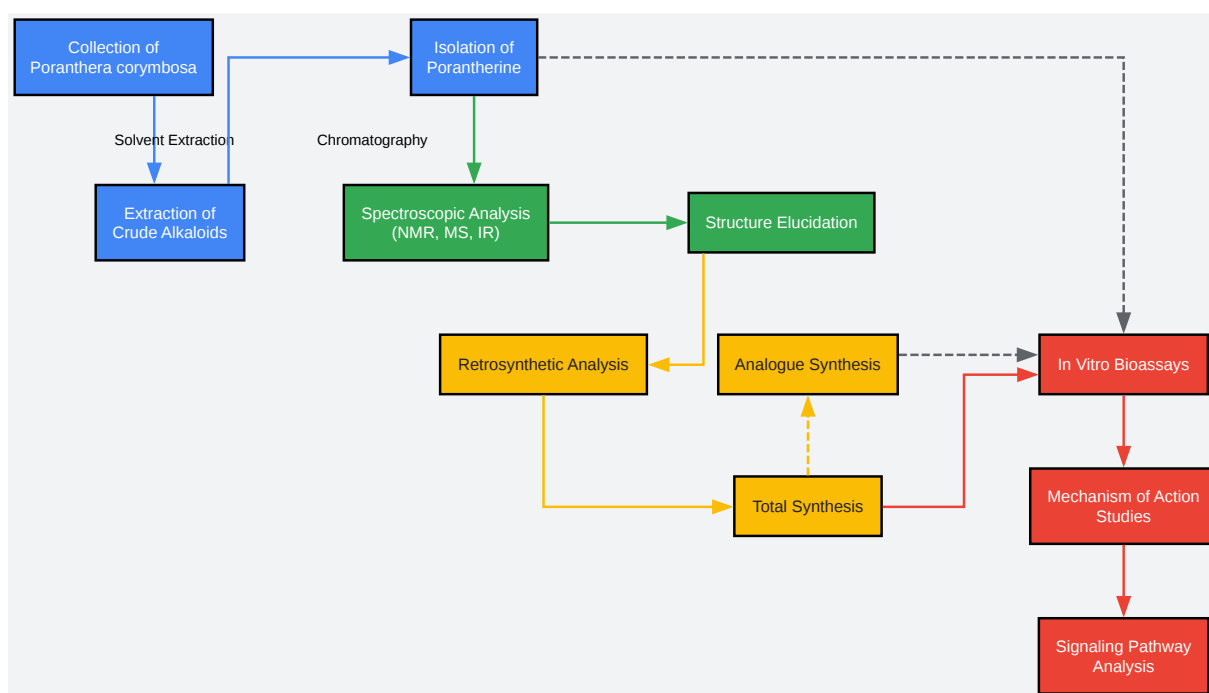 Collection of
Poranthera corymbosa
Isolation of
Porantherine
Solvent Extraction
Chromatography
Extraction of
Crude Alkaloids
Spectroscopic Analysis
(NMR, MS, IR)
Structure Elucidation
Retrosynthetic Analysis
Analogue Synthesis
In Vitro Bioassays
Total Synthesis
Mechanism of Action
Studies
Signaling Pathway
Analysis